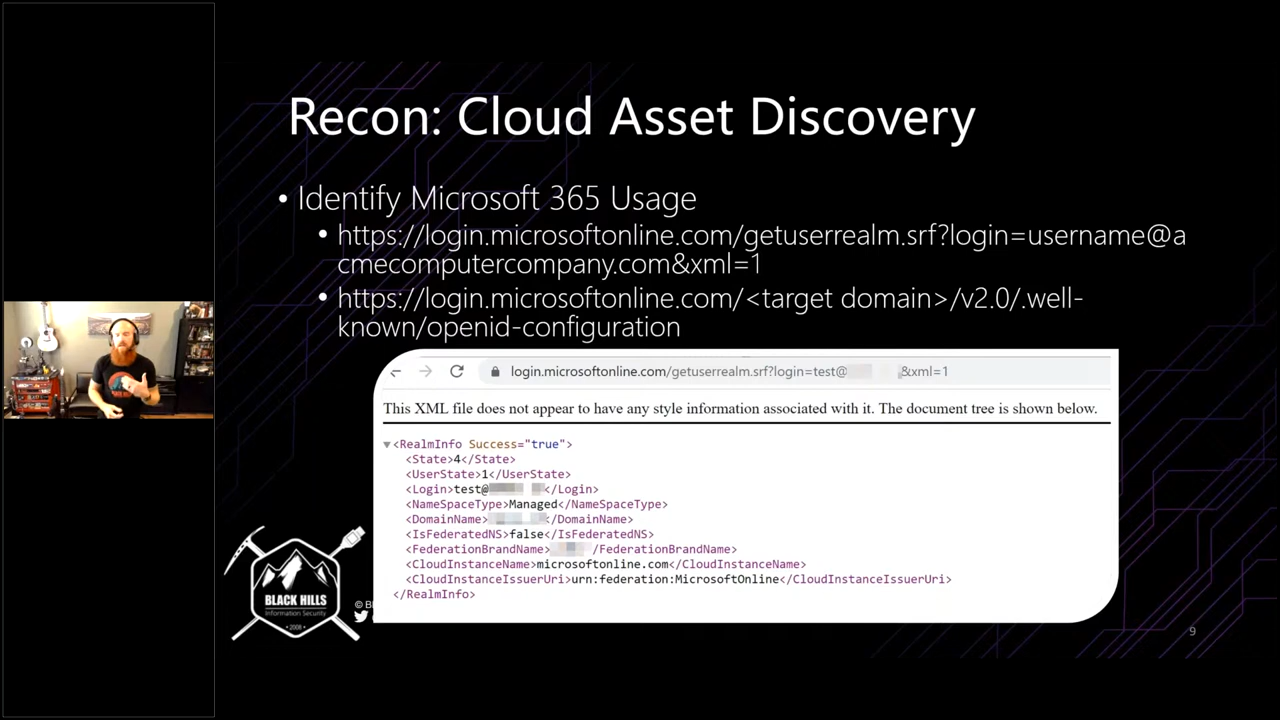 Recon: Cloud Asset Discovery
• Identify Microsoft 365 Usage
• https://login.microsoftonline.com/getuserrealm.srf?login=username@a
cmecomputercompany.com&xml=1
• https://login.microsoftonline.com/<target domain>/v2.0/.well-
known/openid-configuration
login.microsoftonline.com/getuserrealm.srf?login=test@ &xml=1
This XML file does not appear to have any style information associated with it. The document tree is shown below.
<RealmInfo Success="true">
<State>4</State>
<UserState>1</UserState>
<Login>test@ </Login>
<NameSpaceType>Managed</NameSpaceType>
<DomainName> </DomainName>
<IsFederatedNS>false</IsFederatedNS>
<FederationBrandName> /FederationBrandName>
<CloudInstanceName>microsoftonline.com</CloudInstanceName>
<CloudInstanceIssuerUri>urn:federation:MicrosoftOnline</CloudInstanceIssuerUri>
</RealmInfo>
BLACK HILLS
Information Security
• 2008 •
©
9